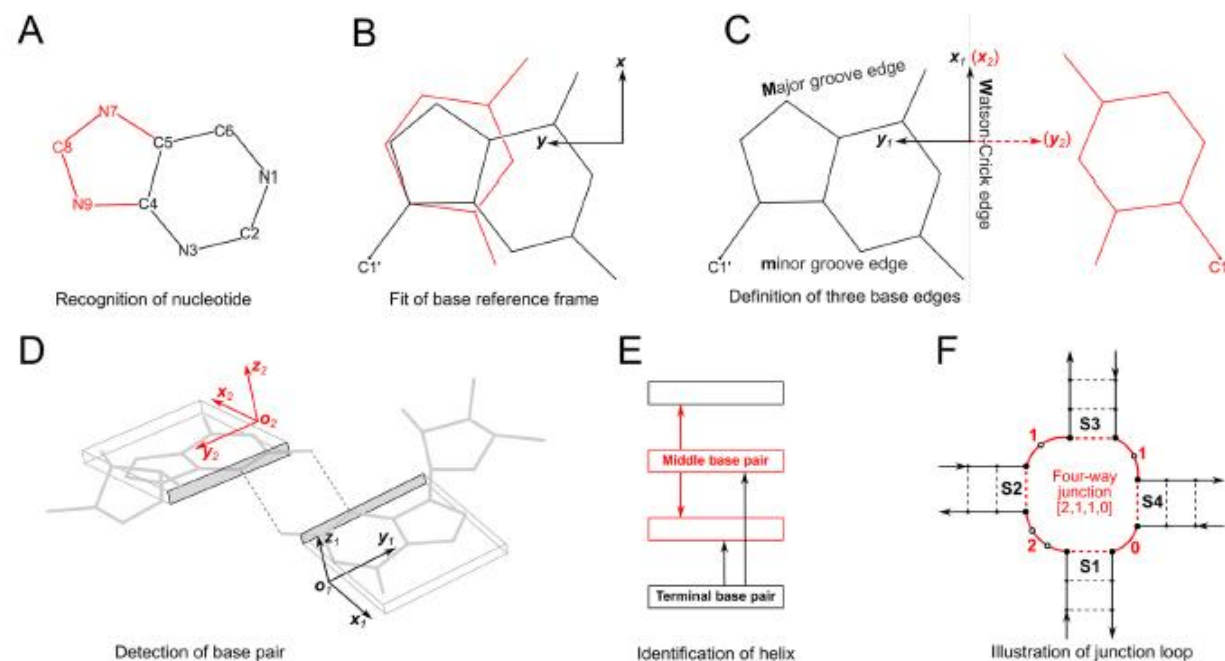 A
N7
C8
C5
C6
N1
N9
C4
N3
C2
Recognition of nucleotide
B
x
y
C1'
Fit of base reference frame
C
Major groove edge
x1 (x2)
y1
(y2)
Watson-Crick edge
C1'
minor groove edge
C1
Definition of three base edges
D
z2
x2
o2
y2
z1
y1
o1
x1
Detection of base pair
E
Middle base pair
Terminal base pair
Identification of helix
F
S3
1
1
S2
Four-way
junction
[2,1,1,0]
S4
2
0
S1
Illustration of junction loop